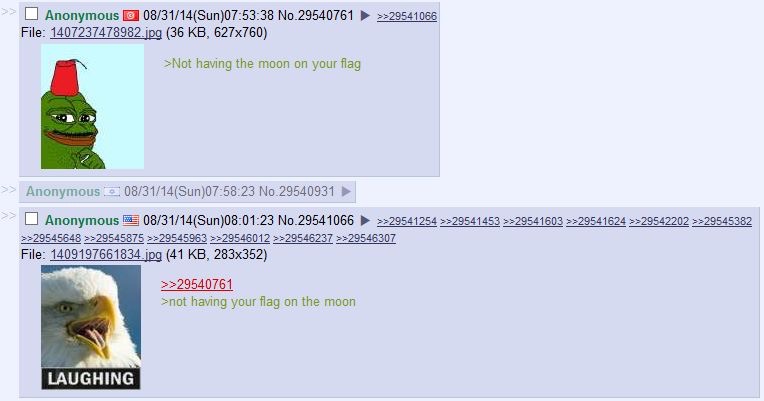 >> Anonymous 08/31/14(Sun)07:53:38 No.29540761 ▶ >>29541066
File: 1407237478982.jpg (36 KB, 627x760)
>Not having the moon on your flag
>> Anonymous 08/31/14(Sun)07:58:23 No.29540931 ▶
>> Anonymous 08/31/14(Sun)08:01:23 No.29541066 ▶ >>29541254 >>29541453 >>29541603 >>29541624 >>29542202 >>29545382
>>29545648 >>29545875 >>29545963 >>29546012 >>29546237 >>29546307
File: 1409197661834.jpg (41 KB, 283x352)
>>29540761
>not having your flag on the moon
LAUGHING